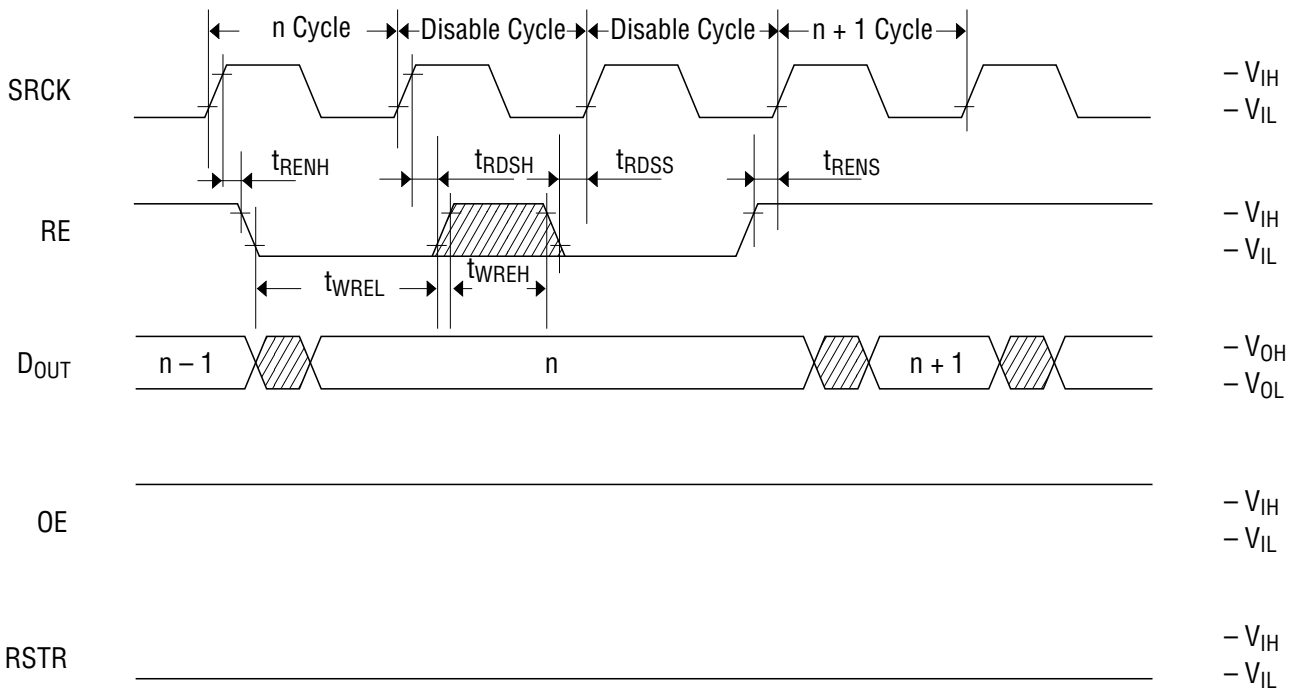 n Cycle Disable Cycle Disable Cycle n + 1 Cycle
SRCK
– VIH
– VIL
tRENH tRDSH tRDSS tRENS
RE
– VIH
– VIL
tWREL tWREH
DOUT
n – 1 n n + 1
– VOH
– VOL
OE
– VIH
– VIL
RSTR
– VIH
– VIL